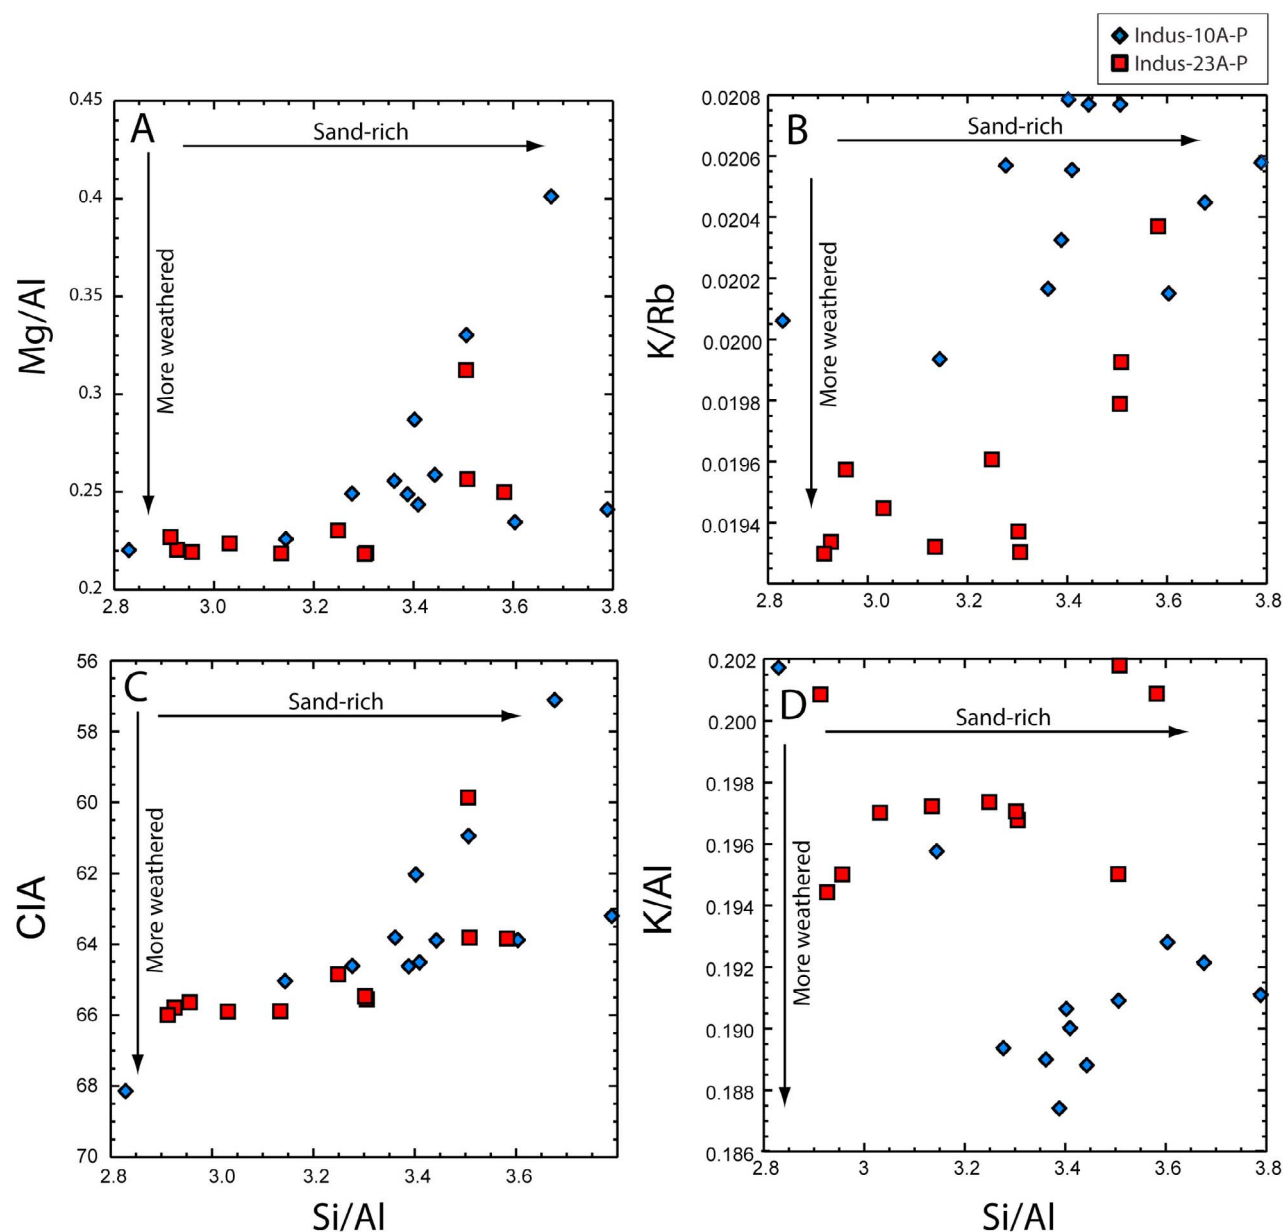 Indus-10A-P
Indus-23A-P
A
Sand-rich
More weathered
Mg/Al
0.45
0.4
0.35
0.3
0.25
0.2
2.8
3.0
3.2
3.4
3.6
3.8
B
Sand-rich
More weathered
K/Rb
0.0208
0.0206
0.0204
0.0202
0.0200
0.0198
0.0196
0.0194
2.8
3.0
3.2
3.4
3.6
3.8
C
Sand-rich
More weathered
CIA
56
58
60
62
64
66
68
70
2.8
3.0
3.2
3.4
3.6
Si/Al
D
Sand-rich
More weathered
K/Al
0.202
0.200
0.198
0.196
0.194
0.192
0.190
0.188
0.186
2.8
3
3.2
3.4
3.6
3.8
Si/Al